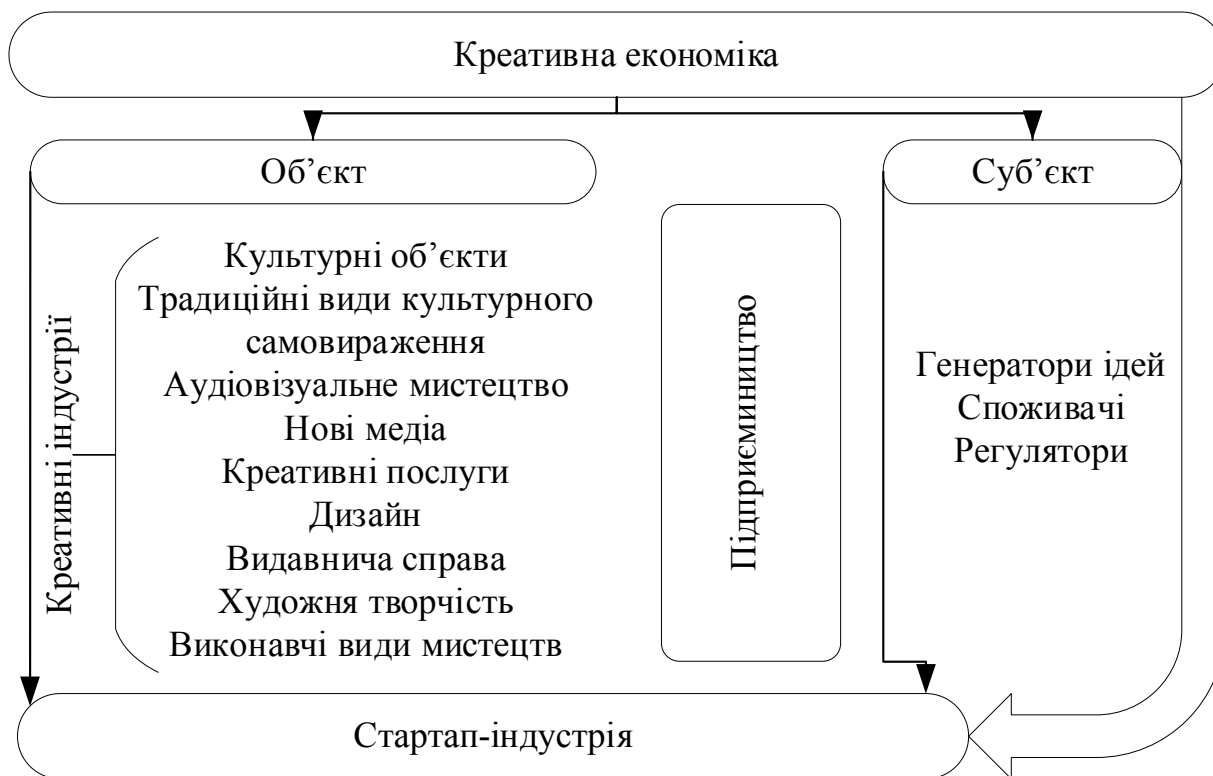 Креативна економіка
Об’єкт
Суб’єкт
Креативні індустрії
Культурні об’єкти
Традиційні види культурного
самовираження
Аудіовізуальне мистецтво
Нові медіа
Креативні послуги
Дизайн
Видавнича справа
Художня творчість
Виконавчі види мистецтв
Підприємиництво
Генератори ідей
Споживачі
Регулятори
Стартап-індустрія